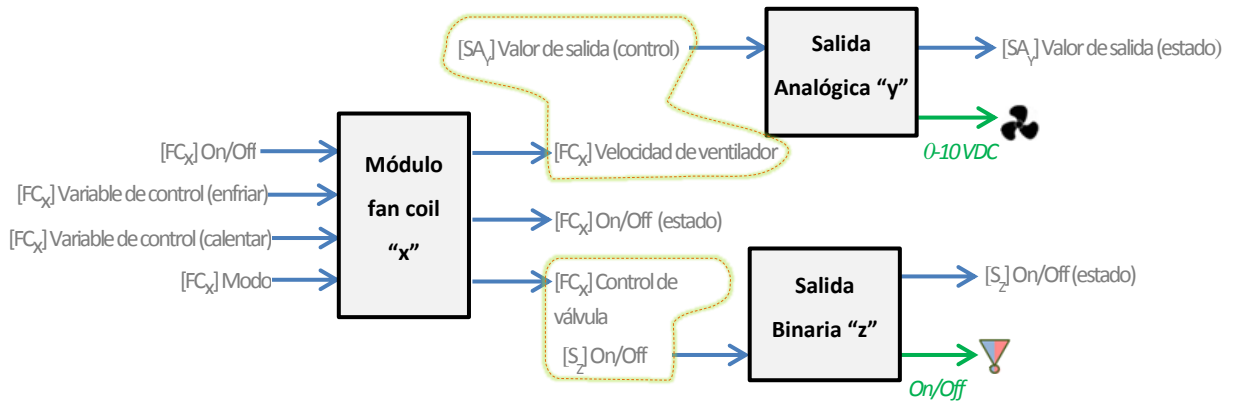 [SAY] Valor de salida (control)
Salida
Analógica “y”
[SAY] Valor de salida (estado)
0-10 VDC
[FCX] On/Off
[FCX] Variable de control (enfriar)
[FCX] Variable de control (calentar)
[FCX] Modo
Módulo
fan coil
“x”
[FCX] Velocidad de ventilador
[FCX] On/Off (estado)
[FCX] Control de
válvula
[SZ] On/Off
Salida
Binaria “z”
[SZ] On/Off (estado)
On/Off